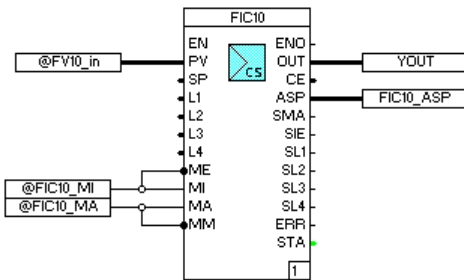 FIC10
EN ENO
@FV10_in PV CS OUT YOUT
SP CE
L1 ASP FIC10_ASP
L2 SMA
L3 SIE
L4 SL1
ME SL2
@FIC10_MI MI SL3
@FIC10_MA MA SL4
MM ERR
STA
1